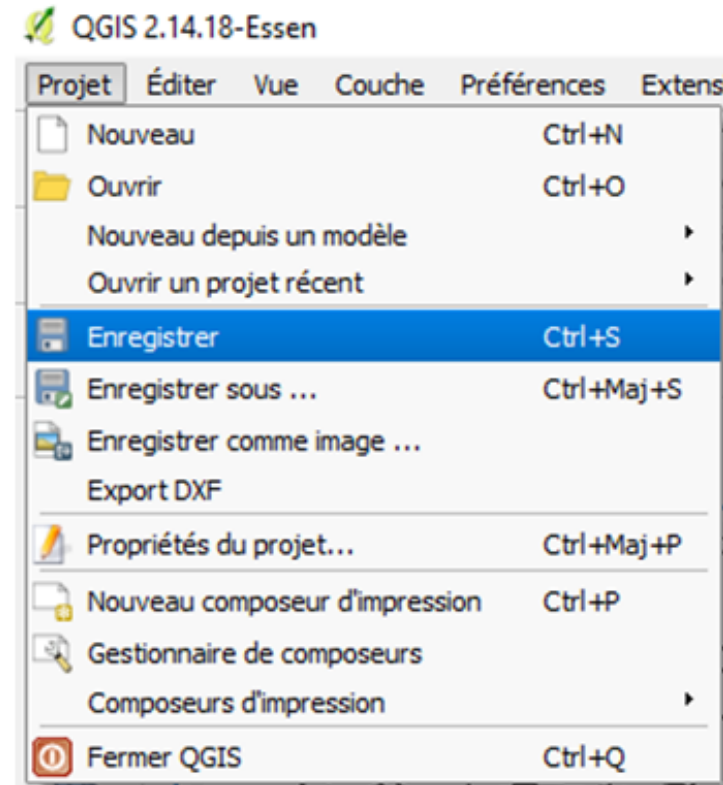 QGIS 2.14.18-Essen
Projet Éditer Vue Couche Préférences Extens
Nouveau Ctrl+N
Ouvrir Ctrl+O
Nouveau depuis un modèle
Ouvrir un projet récent
Enregistrer Ctrl+S
Enregistrer sous ... Ctrl+Maj+S
Enregistrer comme image ...
Export DXF
Propriétés du projet... Ctrl+Maj+P
Nouveau composeur d'impression Ctrl+P
Gestionnaire de composeurs
Composeurs d'impression
Fermer QGIS Ctrl+Q